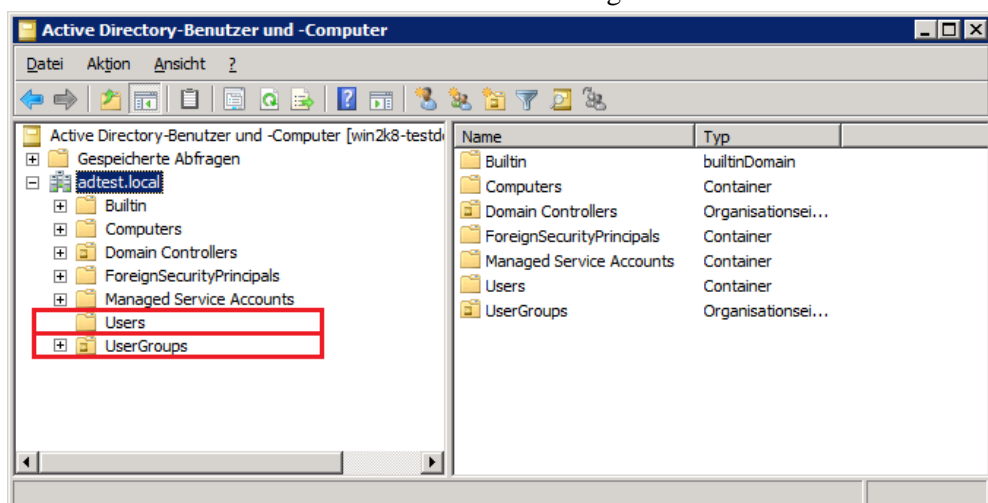 Active Directory-Benutzer und -Computer
Datei Aktion Ansicht ?
Active Directory-Benutzer und -Computer [win2k8-testd
Gespeicherte Abfragen
adtest.local
Builtin
Computers
Domain Controllers
ForeignSecurityPrincipals
Managed Service Accounts
Users
UserGroups
Name Typ
Builtin builtinDomain
Computers Container
Domain Controllers Organisationsei...
ForeignSecurityPrincipals Container
Managed Service Accounts Container
Users Container
UserGroups Organisationsei...